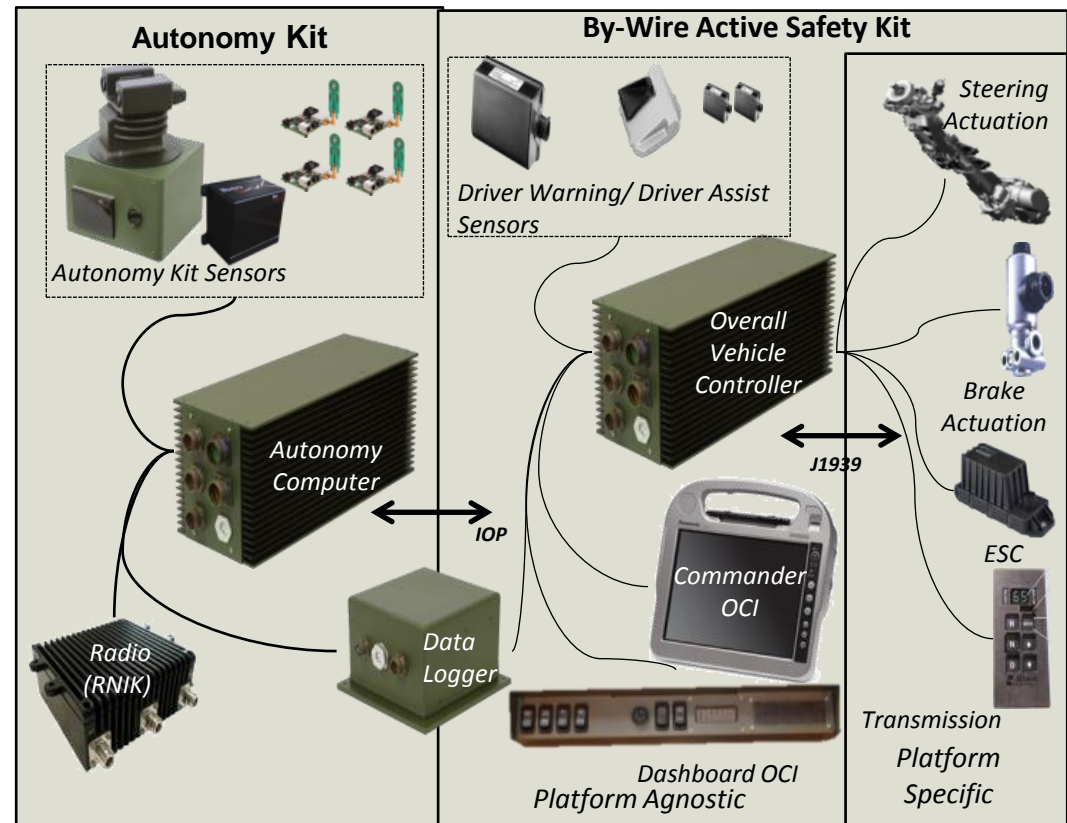 Autonomy Kit
By-Wire Active Safety Kit
Autonomy Kit Sensors
Driver Warning/ Driver Assist
Sensors
Steering
Actuation
Overall
Vehicle
Controller
Brake
Actuation
J1939
Autonomy
Computer
IOP
Commander
OCI
ESC
Radio
(RNIK)
Data
Logger
Transmission
Dashboard OCI
Platform Agnostic
Platform
Specific